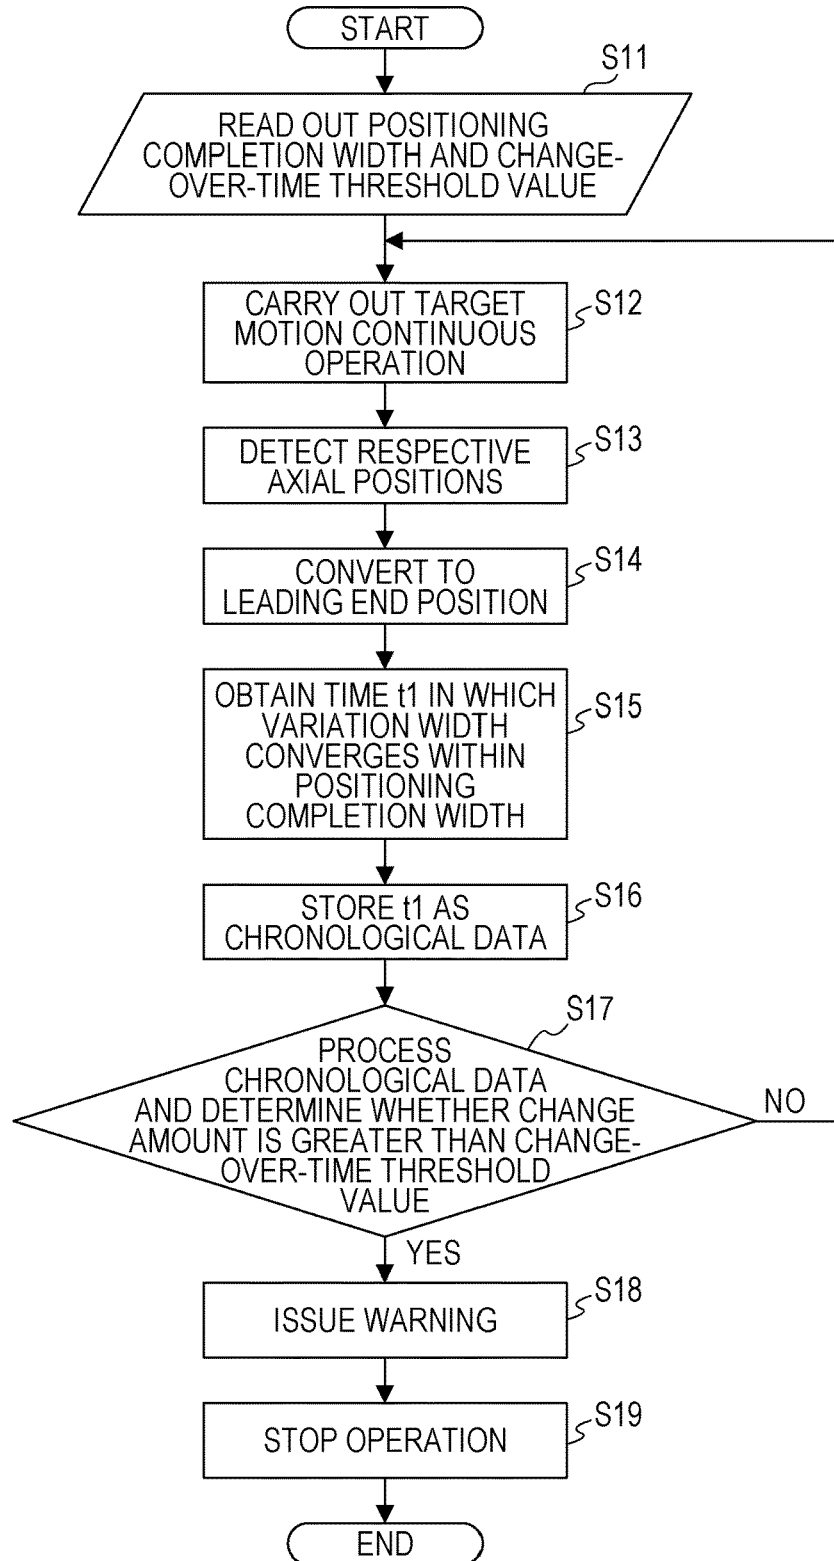 START
S11
READ OUT POSITIONING
COMPLETION WIDTH AND CHANGE-
OVER-TIME THRESHOLD VALUE
S12
CARRY OUT TARGET
MOTION CONTINUOUS
OPERATION
S13
DETECT RESPECTIVE
AXIAL POSITIONS
S14
CONVERT TO
LEADING END POSITION
S15
OBTAIN TIME t1 IN WHICH
VARIATION WIDTH
CONVERGES WITHIN
POSITIONING
COMPLETION WIDTH
S16
STORE t1 AS
CHRONOLOGICAL DATA
S17
PROCESS
CHRONOLOGICAL DATA
AND DETERMINE WHETHER CHANGE
AMOUNT IS GREATER THAN CHANGE-
OVER-TIME THRESHOLD
VALUE
NO
YES
S18
ISSUE WARNING
S19
STOP OPERATION
END